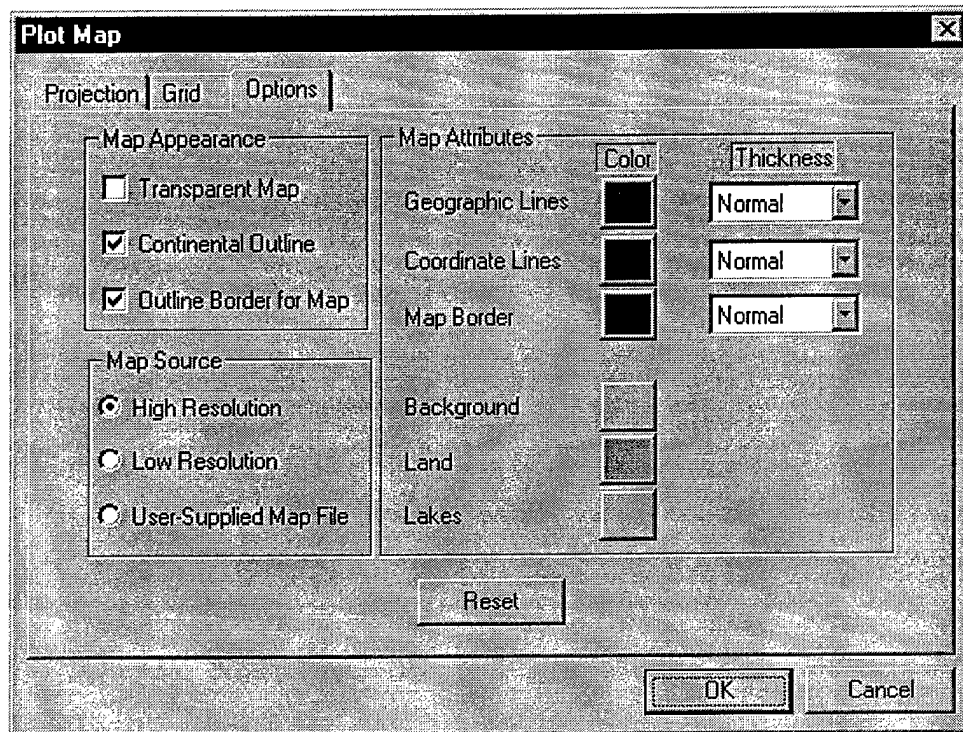 Plot Map
Projection Grid Options
Map Appearance
Transparent Map
Continental Outline
Outline Border for Map
Map Source
High Resolution
Low Resolution
User-Supplied Map File
Map Attributes
Color Thickness
Geographic Lines Normal
Coordinate Lines Normal
Map Border Normal
Background
Land
Lakes
Reset
OK Cancel